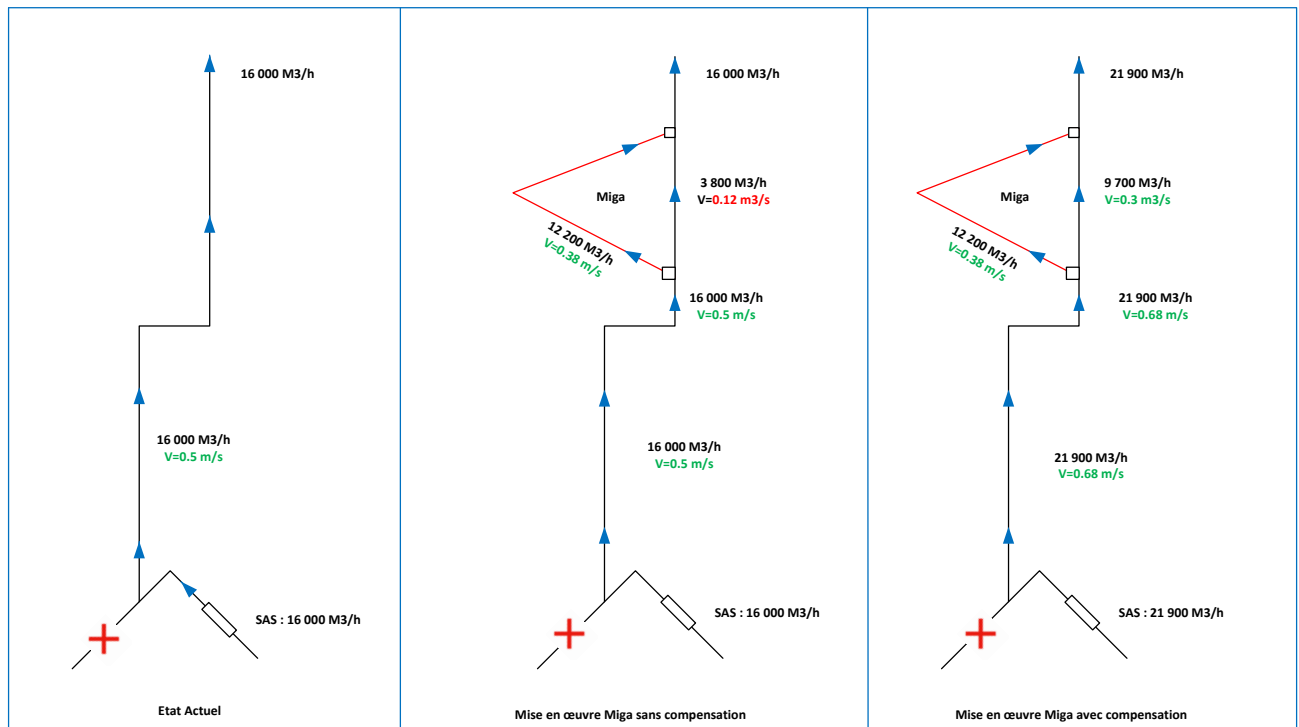 16 000 M3/h
16 000 M3/h
V=0.5 m/s
SAS : 16 000 M3/h
Etat Actuel
16 000 M3/h
3 800 M3/h
V=0.12 m3/s
Miga
12 200 M3/h
V=0.38 m/s
16 000 M3/h
V=0.5 m/s
16 000 M3/h
V=0.5 m/s
SAS : 16 000 M3/h
Mise en œuvre Miga sans compensation
21 900 M3/h
9 700 M3/h
V=0.3 m3/s
Miga
12 200 M3/h
V=0.38 m/s
21 900 M3/h
V=0.68 m/s
21 900 M3/h
V=0.68 m/s
SAS : 21 900 M3/h
Mise en œuvre Miga avec compensation